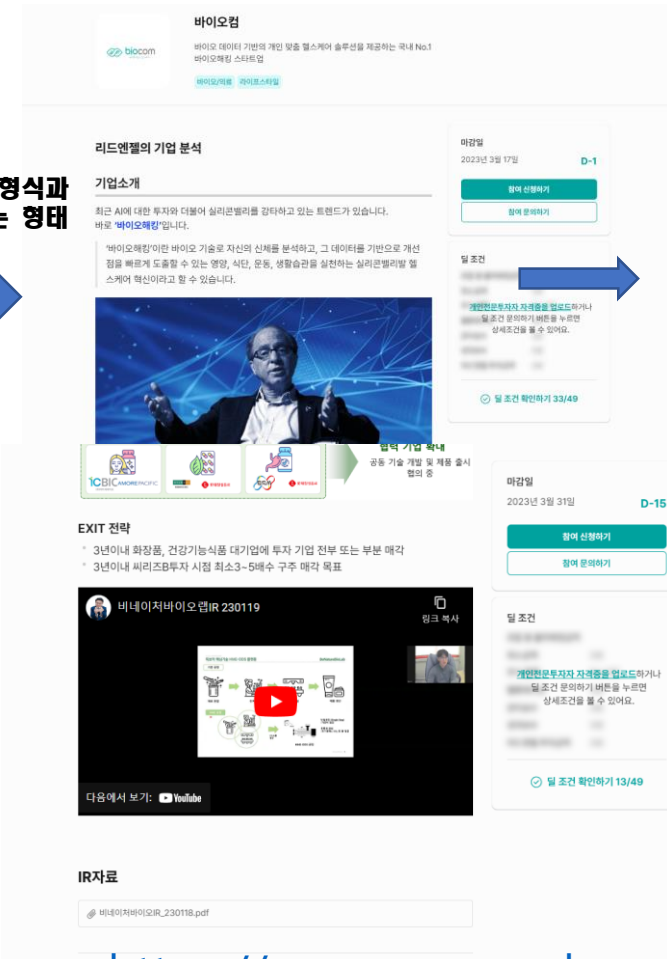 바이오컴
biocom
바이오 데이터 기반의 개인 맞춤 헬스케어 솔루션을 제공하는 국내 No.1
바이오해킹 스타트업
바이오/의료 라이프스타일
형식과
는 형태
리드엔젤의 기업 분석
기업소개
최근 AI에 대한 투자와 더불어 실리콘밸리를 강타하고 있는 트렌드가 있습니다.
바로 '바이오해킹'입니다.
'바이오해킹'이란 바이오 기술로 자신의 신체를 분석하고, 그 데이터를 기반으로 개선
점을 빠르게 도출할 수 있는 영양, 식단, 운동, 생활습관을 실천하는 실리콘밸리발 헬
스케어 혁신이라고 할 수 있습니다.
마감일
2023년 3월 17일 D-1
참여 신청하기
참여 문의하기
딜 조건
개인전문투자자 자격증을 업로드하거나
딜 조건 문의하기 버튼을 누르면
상세조건을 볼 수 있어요.
딜 조건 확인하기 33/49
협력 기업 확대
공동 기술 개발 및 제품 출시
협의 중
ICBIC AMOREPACIFIC
EXIT 전략
3년이내 화장품, 건강기능식품 대기업에 투자 기업 전부 또는 부분 매각
3년이내 씨리즈B투자 시점 최소3~5배수 구주 매각 목표
비네이처바이오랩IR 230119
링크 복사
다음에서 보기: YouTube
마감일
2023년 3월 31일 D-15
참여 신청하기
참여 문의하기
딜 조건
개인전문투자자 자격증을 업로드하거나
딜 조건 문의하기 버튼을 누르면
상세조건을 볼 수 있어요.
딜 조건 확인하기 13/49
IR자료
비네이처바이오IR_230118.pdf